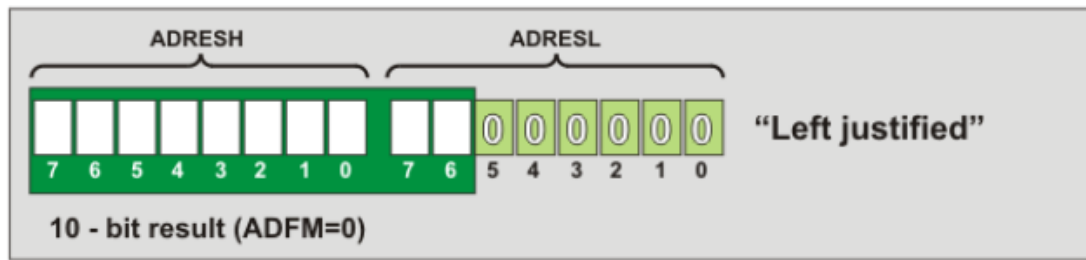 ADRESH ADRESL
0 0 0 0 0 0 "Left justified"
7 6 5 4 3 2 1 0 7 6 5 4 3 2 1 0
10 - bit result (ADFM=0)